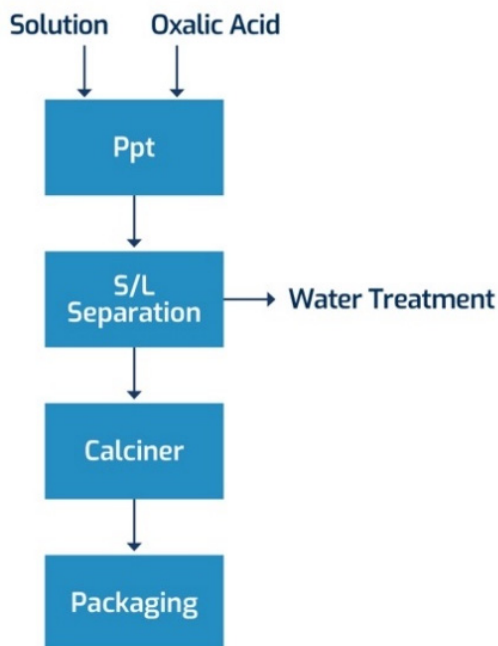 Solution Oxalic Acid
Ppt
S/L
Separation
Water Treatment
Calciner
Packaging